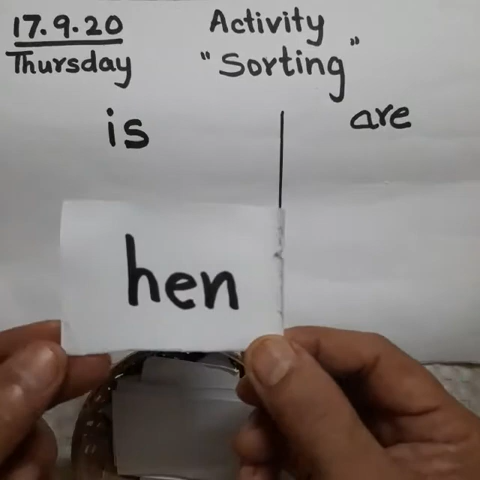 17.9.20
Thursday
Activity
"Sorting"
is
are
hen